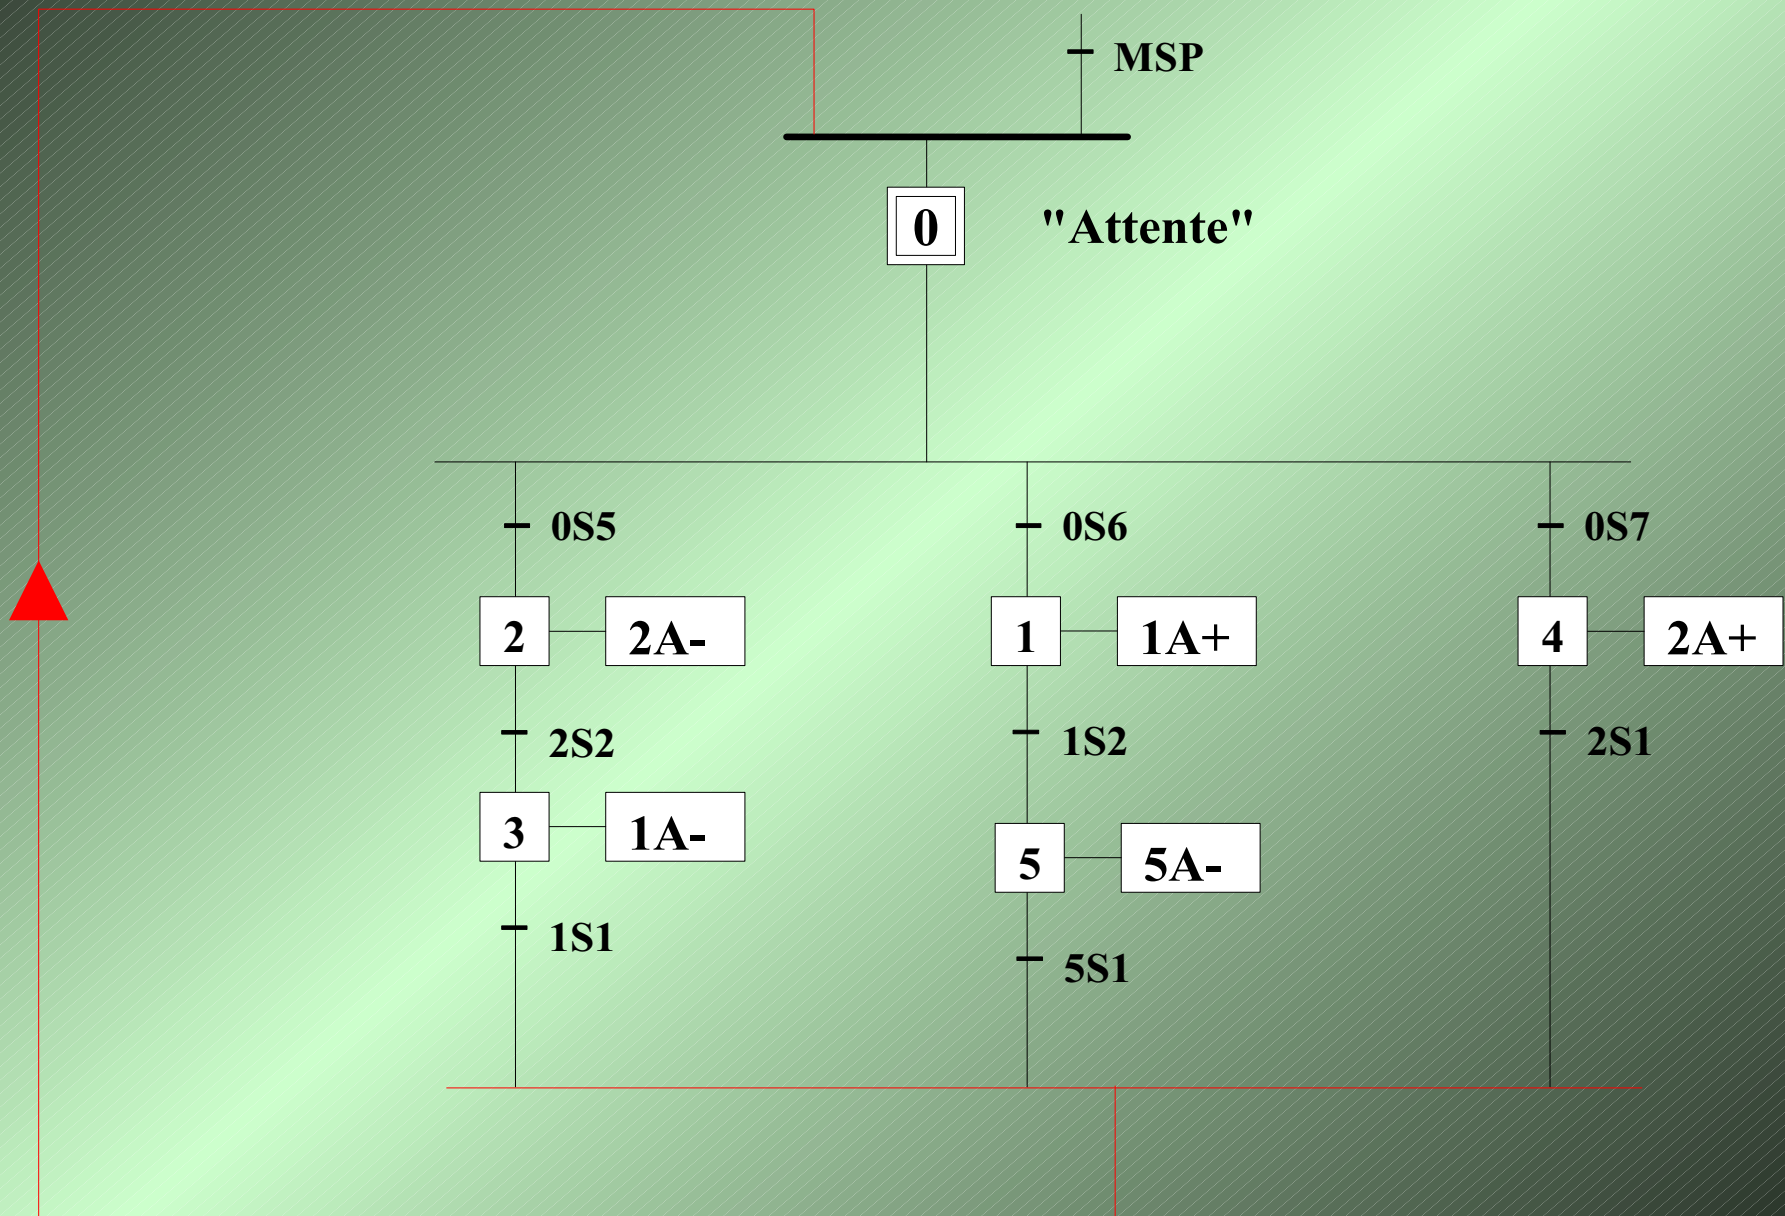 MSP
0 "Attente"
0S5 0S6 0S7
2 2A- 1 1A+ 4 2A+
2S2 1S2 2S1
3 1A-
5 5A-
1S1
5S1